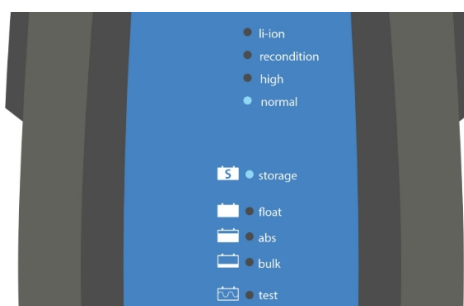 li-ion
recondition
high
normal
S storage
float
abs
bulk
test